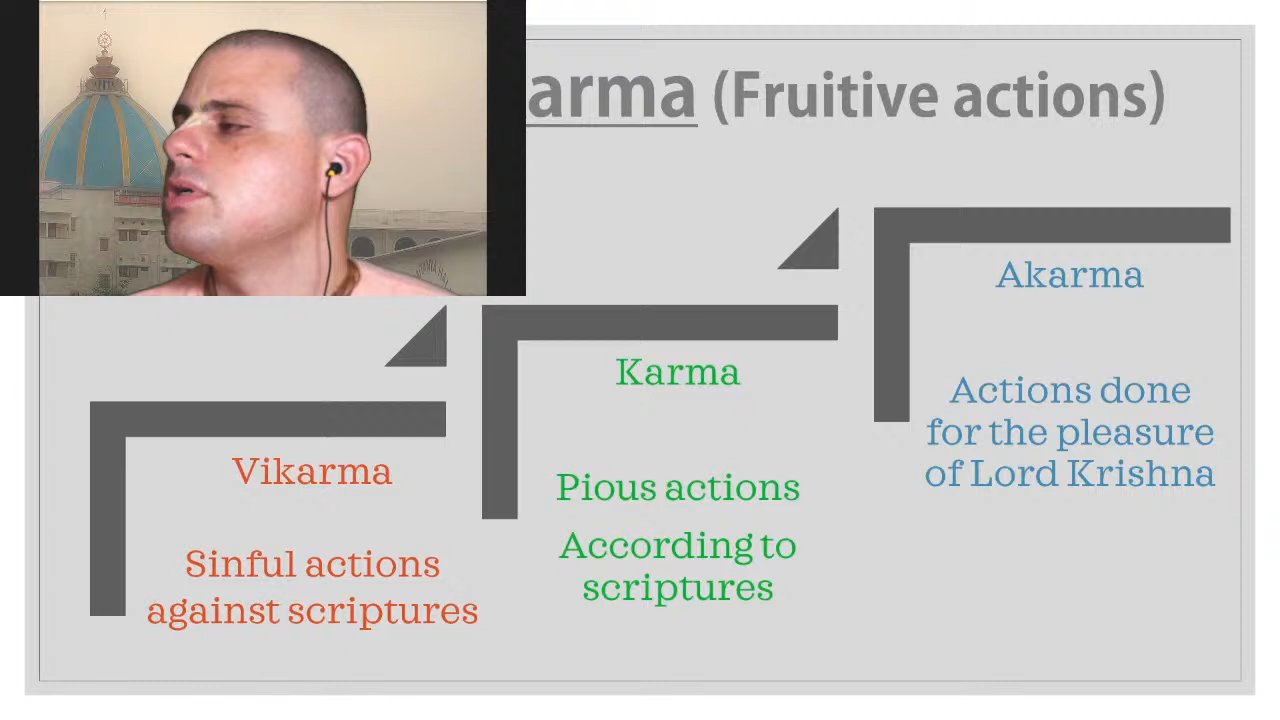 arma (Fruitive actions)
Akarma
Actions done
for the pleasure
of Lord Krishna
Karma
Pious actions
According to
scriptures
Vikarma
Sinful actions
against scriptures